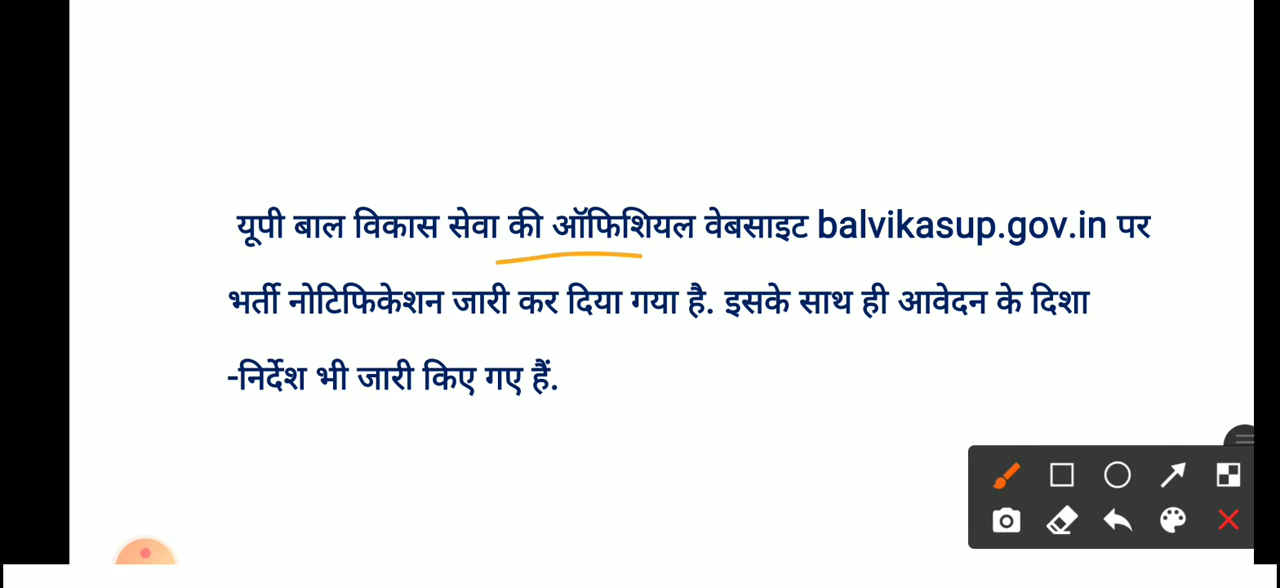 यूपी बाल विकास सेवा की ऑफिशियल वेबसाइट balvikasup.gov.in पर
भर्ती नोटिफिकेशन जारी कर दिया गया है. इसके साथ ही आवेदन के दिशा
-निर्देश भी जारी किए गए हैं.